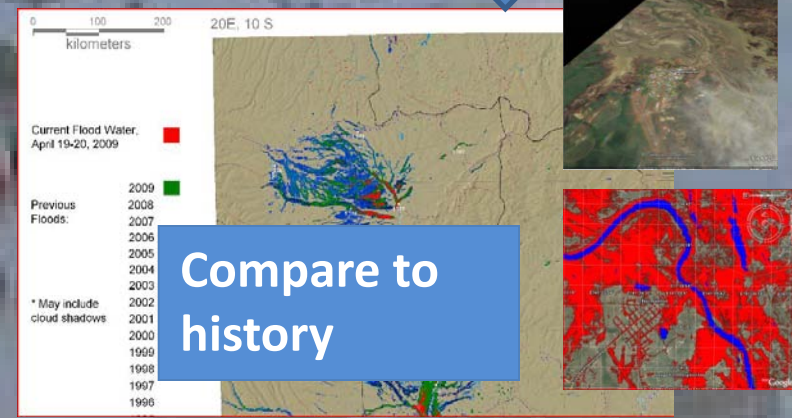 0 100 200
kilometers
20E, 10 S
Current Flood Water,
April 19-20, 2009
2009
Previous
Floods:
2008
2007
2006
2005
2004
2003
* May include
cloud shadows
2002
2001
2000
1999
1998
1997
1996
Compare to
history
Google